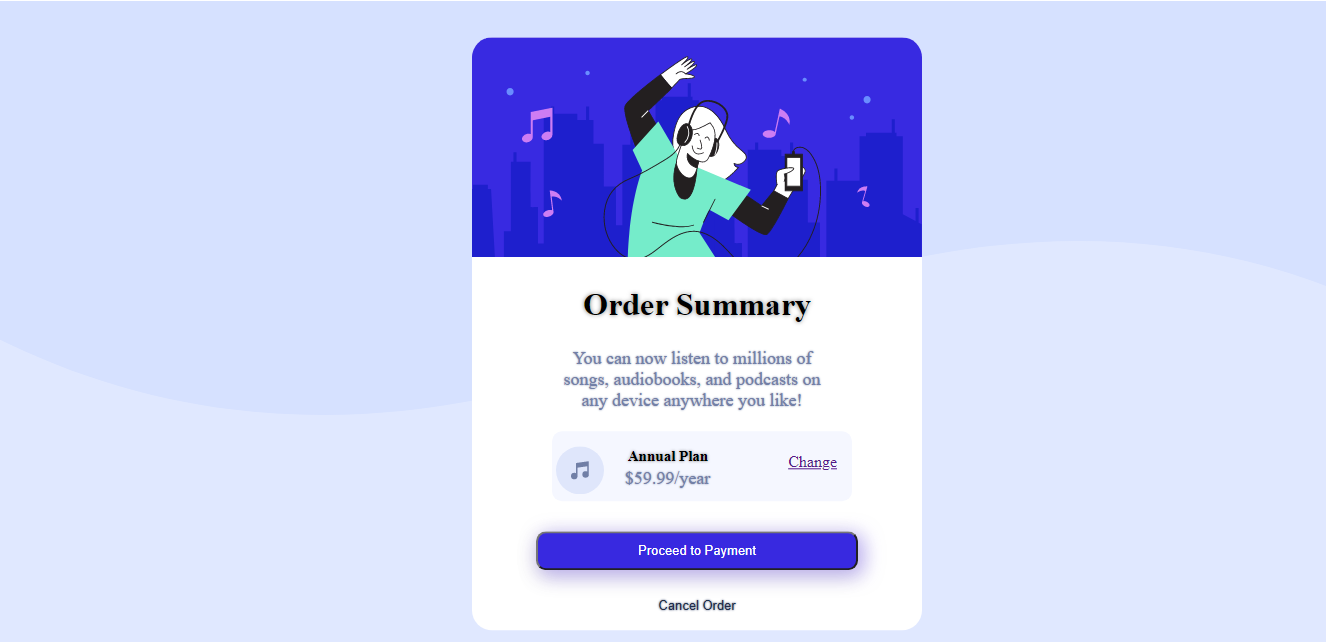 Order Summary
You can now listen to millions of
songs, audiobooks, and podcasts on
any device anywhere you like!
Annual Plan
$59.99/year
Change
Proceed to Payment
Cancel Order